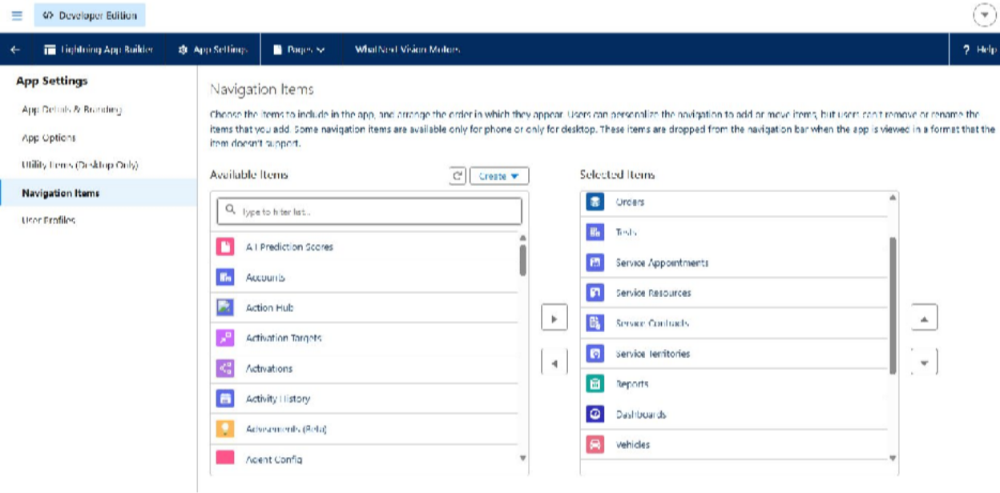 Developer Edition
Lightning App Builder
App Settings
Pages
WhatNext Vision Motors
? Help
App Settings
App Details & Branding
App Options
Utility Items (Desktop Only)
Navigation Items
User Profiles
Navigation Items
Choose the items to include in the app, and arrange the order in which they appear. Users can personalize the navigation to add or move items, but users can't remove or rename the
items that you add. Some navigation items are available only for phone or only for desktop. These items are dropped from the navigation bar when the app is viewed in a format that the
item doesn't support.
Available Items
Create
Type to filter list...
AI Prediction Scores
Accounts
Action Hub
Activation Targets
Activations
Activity History
Advisements (Beta)
Agent Config
Selected Items
Orders
Tests
Service Appointments
Service Resources
Service Contracts
Service Territories
Reports
Dashboards
Vehicles